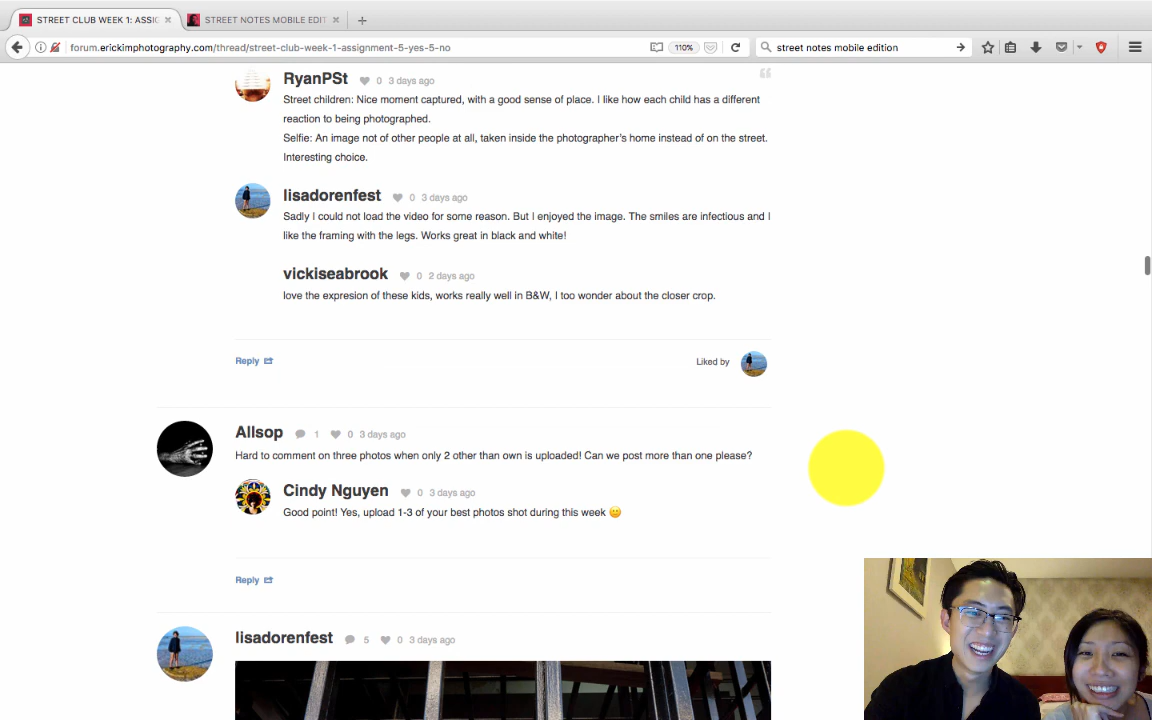 STREET CLUB WEEK 1: ASSIG
STREET NOTES MOBILE EDIT
forum.erickimphotography.com/thread/street-club-week-1-assignment-5-yes-5-no
110%
street notes mobile edition
RyanPSt 0 3 days ago
Street children: Nice moment captured, with a good sense of place. I like how each child has a different
reaction to being photographed.
Selfie: An image not of other people at all, taken inside the photographer's home instead of on the street.
Interesting choice.
lisadorenfest 0 3 days ago
Sadly I could not load the video for some reason. But I enjoyed the image. The smiles are infectious and I
like the framing with the legs. Works great in black and white!
vickiseabrook 0 2 days ago
love the expresion of these kids, works really well in B&W, I too wonder about the closer crop.
Reply
Liked by
Allsop 1 0 3 days ago
Hard to comment on three photos when only 2 other than own is uploaded! Can we post more than one please?
Cindy Nguyen 0 3 days ago
Good point! Yes, upload 1-3 of your best photos shot during this week 🙂
Reply
lisadorenfest 5 0 3 days ago